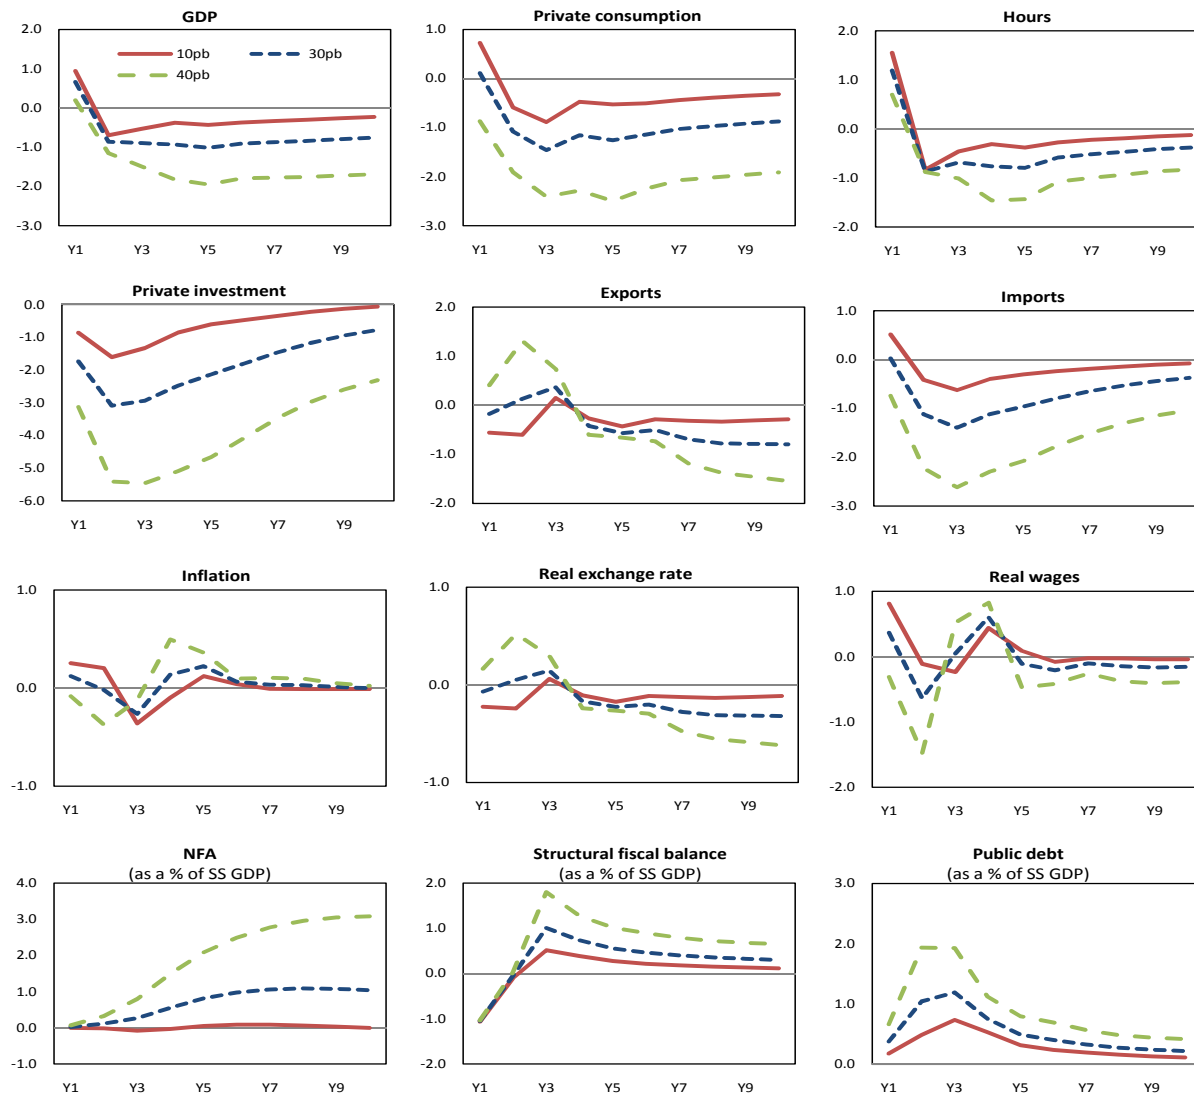 GDP
2.0
1.0
0.0
-1.0
-2.0
-3.0
10pb
30pb
40pb
Y1 Y3 Y5 Y7 Y9
Private consumption
1.0
0.0
-1.0
-2.0
-3.0
Y1 Y3 Y5 Y7 Y9
Hours
2.0
1.0
0.0
-1.0
-2.0
Y1 Y3 Y5 Y7 Y9
Private investment
0.0
-1.0
-2.0
-3.0
-4.0
-5.0
-6.0
Y1 Y3 Y5 Y7 Y9
Exports
2.0
1.0
0.0
-1.0
-2.0
Y1 Y3 Y5 Y7 Y9
Imports
1.0
0.0
-1.0
-2.0
-3.0
Y1 Y3 Y5 Y7 Y9
Inflation
1.0
0.0
-1.0
Y1 Y3 Y5 Y7 Y9
Real exchange rate
1.0
0.0
-1.0
Y1 Y3 Y5 Y7 Y9
Real wages
1.0
0.0
-1.0
-2.0
Y1 Y3 Y5 Y7 Y9
NFA
(as a % of SS GDP)
4.0
3.0
2.0
1.0
0.0
-1.0
Y1 Y3 Y5 Y7 Y9
Structural fiscal balance
(as a % of SS GDP)
2.0
1.0
0.0
-1.0
-2.0
Y1 Y3 Y5 Y7 Y9
Public debt
(as a % of SS GDP)
3.0
2.0
1.0
0.0
Y1 Y3 Y5 Y7 Y9